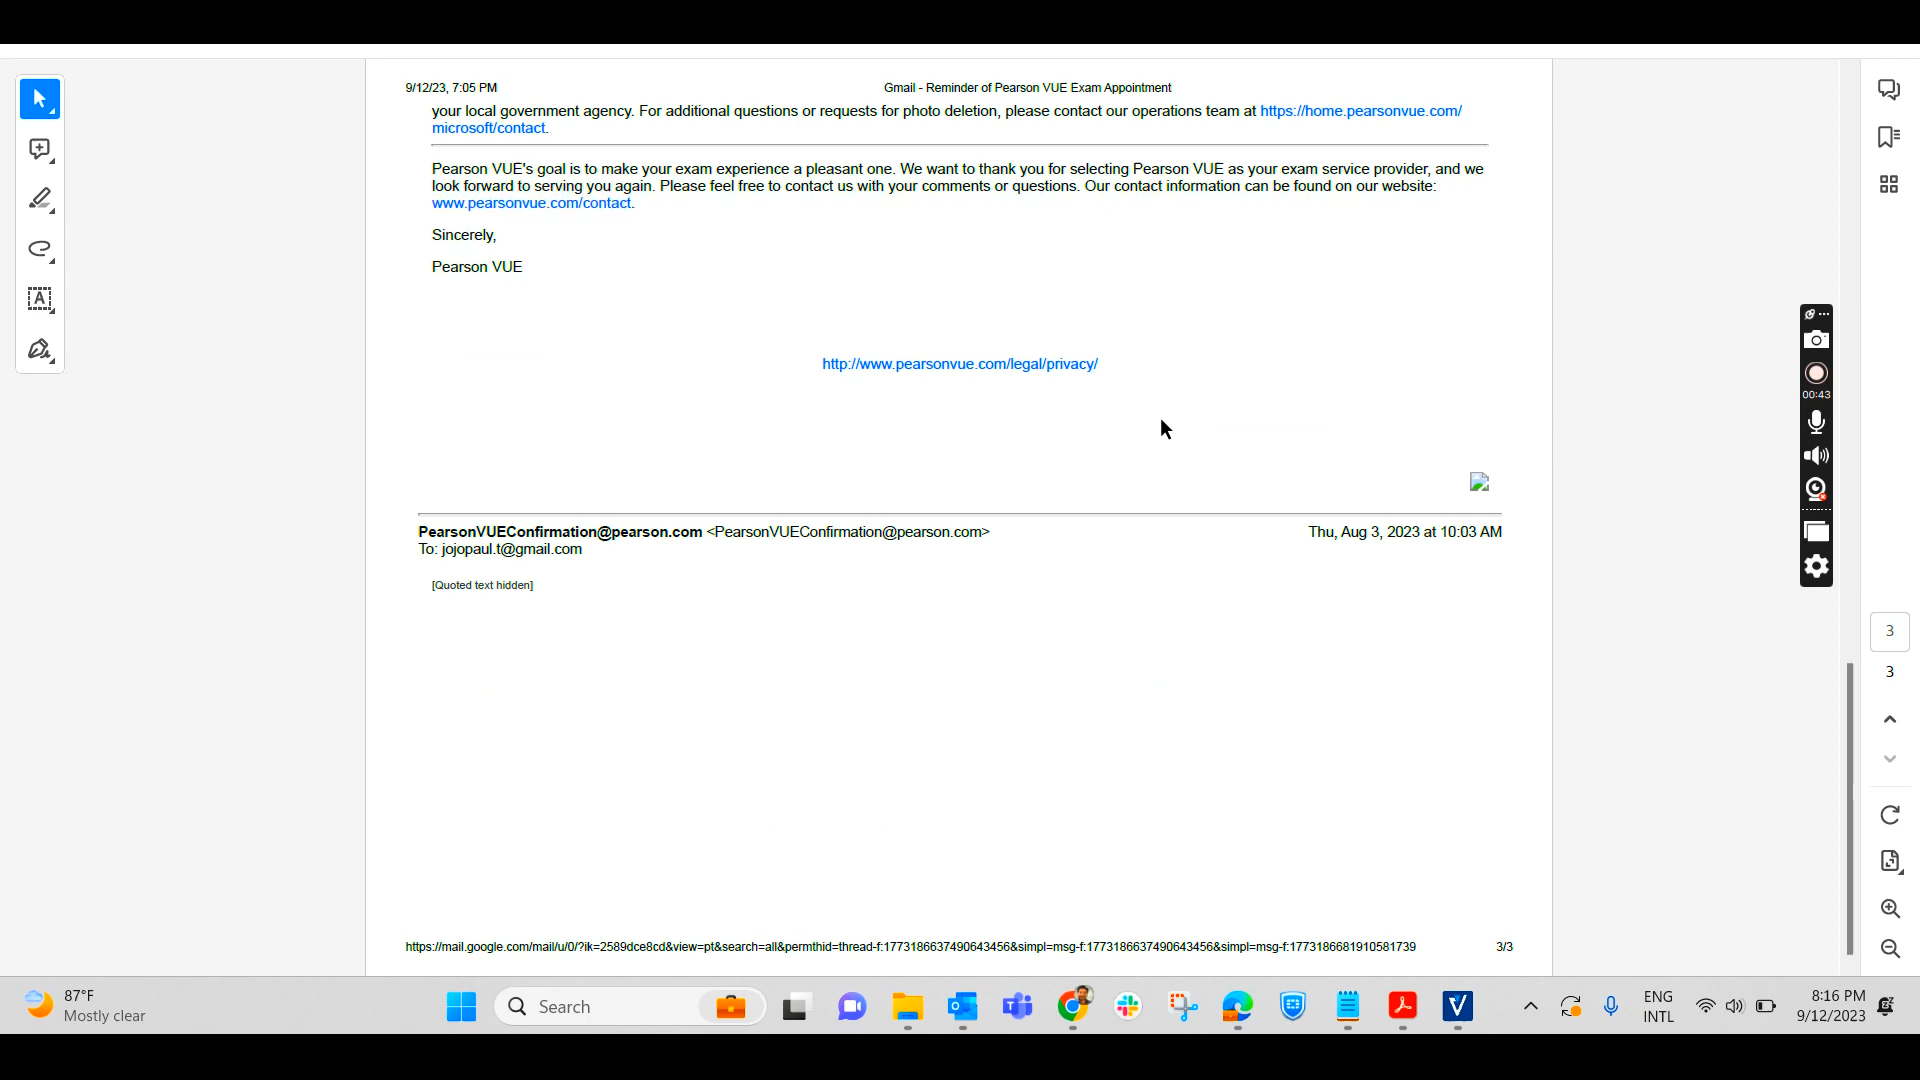 9/12/23, 7:05 PM
Gmail - Reminder of Pearson VUE Exam Appointment
your local government agency. For additional questions or requests for photo deletion, please contact our operations team at https://home.pearsonvue.com/
microsoft/contact.
Pearson VUE's goal is to make your exam experience a pleasant one. We want to thank you for selecting Pearson VUE as your exam service provider, and we
look forward to serving you again. Please feel free to contact us with your comments or questions. Our contact information can be found on our website:
www.pearsonvue.com/contact.
Sincerely,
Pearson VUE
http://www.pearsonvue.com/legal/privacy/
00:43
PearsonVUEConfirmation@pearson.com <PearsonVUEConfirmation@pearson.com>
Thu, Aug 3, 2023 at 10:03 AM
To: jojopaul.t@gmail.com
[Quoted text hidden]
3
3
https://mail.google.com/mail/u/0/?ik=2589dce8cd&view=pt&search=all&permthid=thread-f:1773186637490643456&simpl=msg-f:1773186637490643456&simpl=msg-f:1773186681910581739
3/3
87°F
Mostly clear
Search
ENG
INTL
8:16 PM
9/12/2023